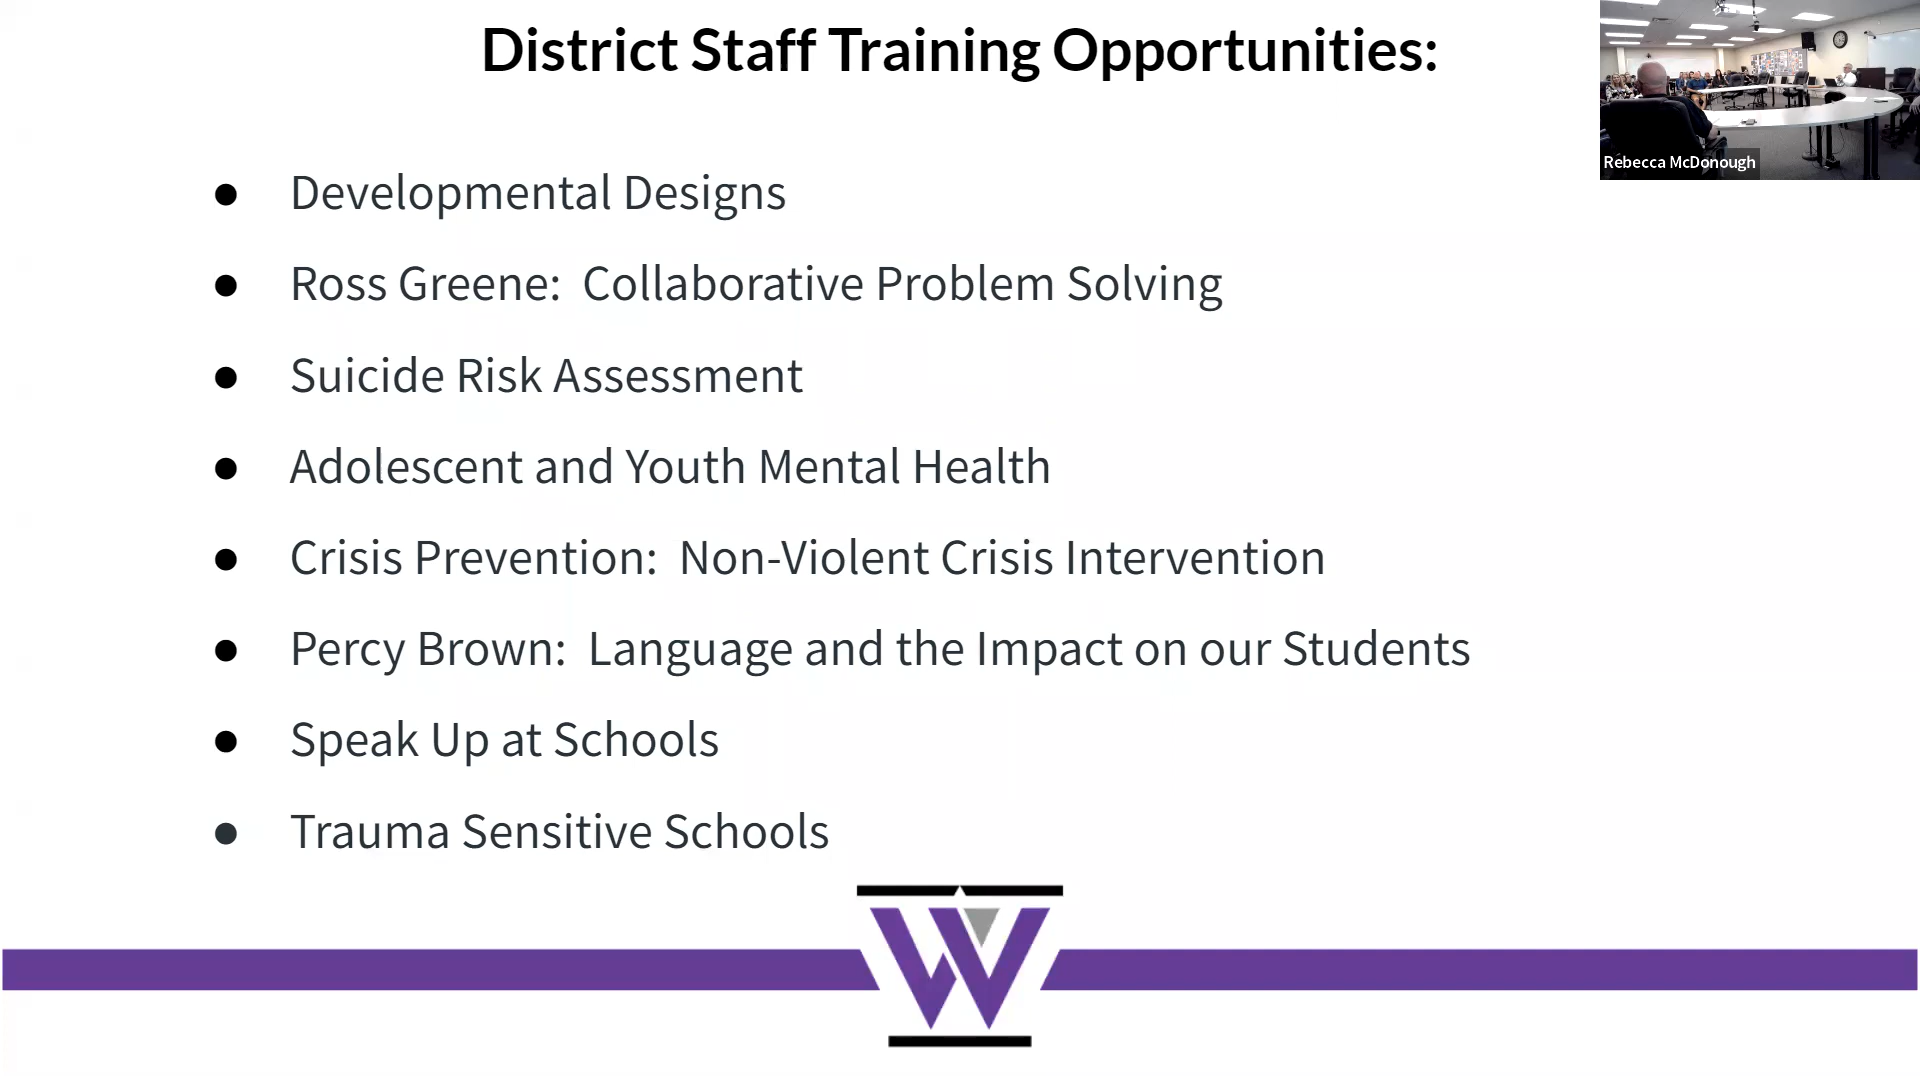 District Staff Training Opportunities:
Rebecca McDonough
● Developmental Designs
● Ross Greene:  Collaborative Problem Solving
● Suicide Risk Assessment
● Adolescent and Youth Mental Health
● Crisis Prevention:  Non-Violent Crisis Intervention
● Percy Brown:  Language and the Impact on our Students
● Speak Up at Schools
● Trauma Sensitive Schools
W